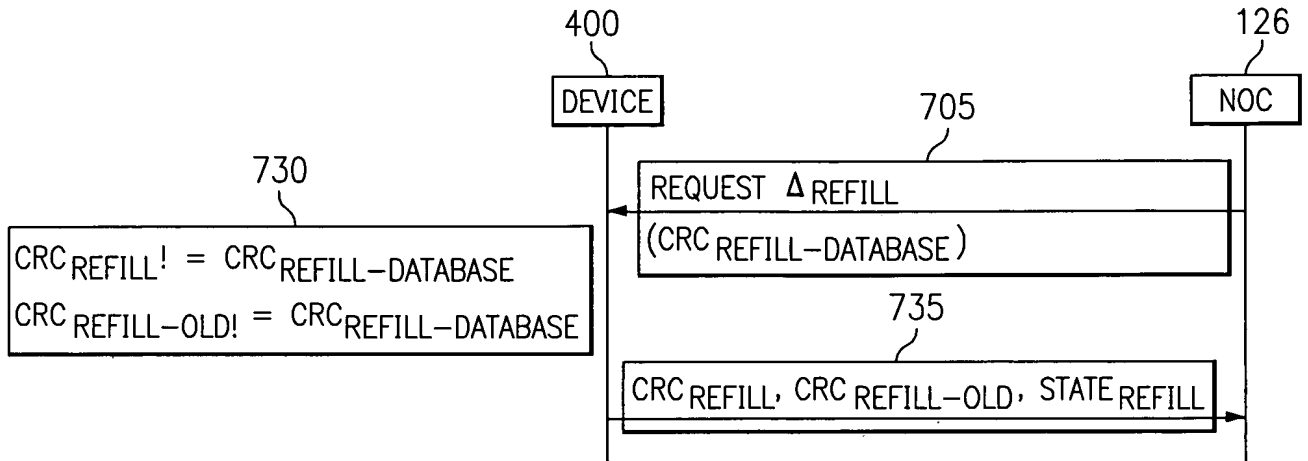 400
126
DEVICE
NOC
705
REQUEST Δ REFILL
(CRC REFILL-DATABASE)
730
CRC REFILL! = CRC REFILL-DATABASE
CRC REFILL-OLD! = CRC REFILL-DATABASE
735
CRC REFILL, CRC REFILL-OLD, STATE REFILL